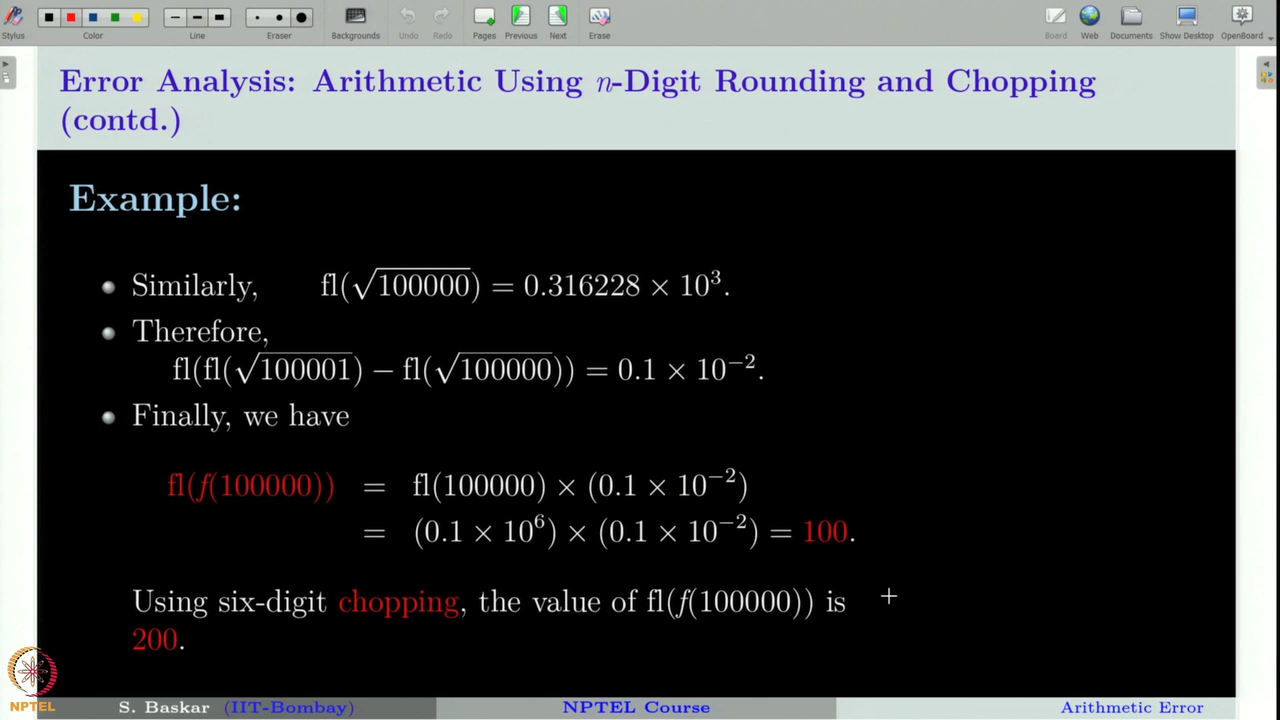 Stylus
Color
Line
Eraser
Backgrounds
Undo
Redo
Pages
Previous
Next
Erase
Board
Web
Documents
Show Desktop
OpenBoard
Error Analysis: Arithmetic Using n-Digit Rounding and Chopping
(contd.)
Example:
Similarly, fl(√100000) = 0.316228 × 10³.
Therefore,
fl(fl(√100001) − fl(√100000)) = 0.1 × 10⁻².
Finally, we have
fl(f(100000)) = fl(100000) × (0.1 × 10⁻²)
= (0.1 × 10⁶) × (0.1 × 10⁻²) = 100.
Using six-digit chopping, the value of fl(f(100000)) is
200.
NPTEL
S. Baskar (IIT-Bombay) NPTEL Course Arithmetic Error